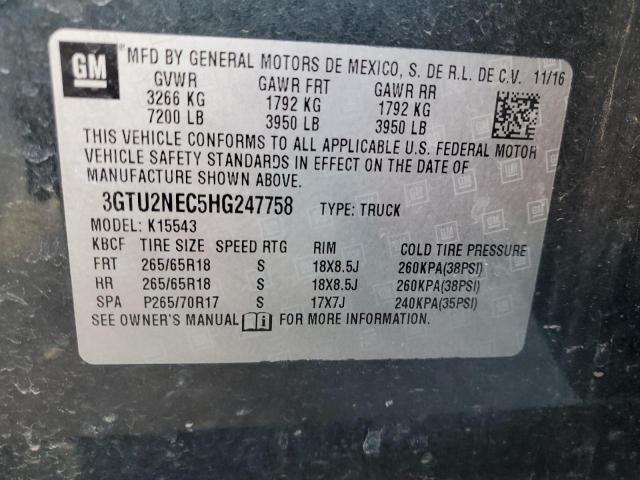 GM MFD BY GENERAL MOTORS DE MEXICO, S. DE R.L. DE C.V. 11/16
GVWR GAWR FRT GAWR RR
3266 KG 1792 KG 1792 KG
7200 LB 3950 LB 3950 LB
THIS VEHICLE CONFORMS TO ALL APPLICABLE U.S. FEDERAL MOTOR
VEHICLE SAFETY STANDARDS IN EFFECT ON THE DATE OF
MANUFACTURE SHOWN ABOVE.
3GTU2NEC5HG247758 TYPE: TRUCK
MODEL: K15543
KBCF TIRE SIZE SPEED RTG RIM COLD TIRE PRESSURE
FRT 265/65R18 S 18X8.5J 260KPA(38PSI)
RR 265/65R18 S 18X8.5J 260KPA(38PSI)
SPA P265/70R17 S 17X7J 240KPA(35PSI)
SEE OWNER'S MANUAL FOR MORE INFORMATION.